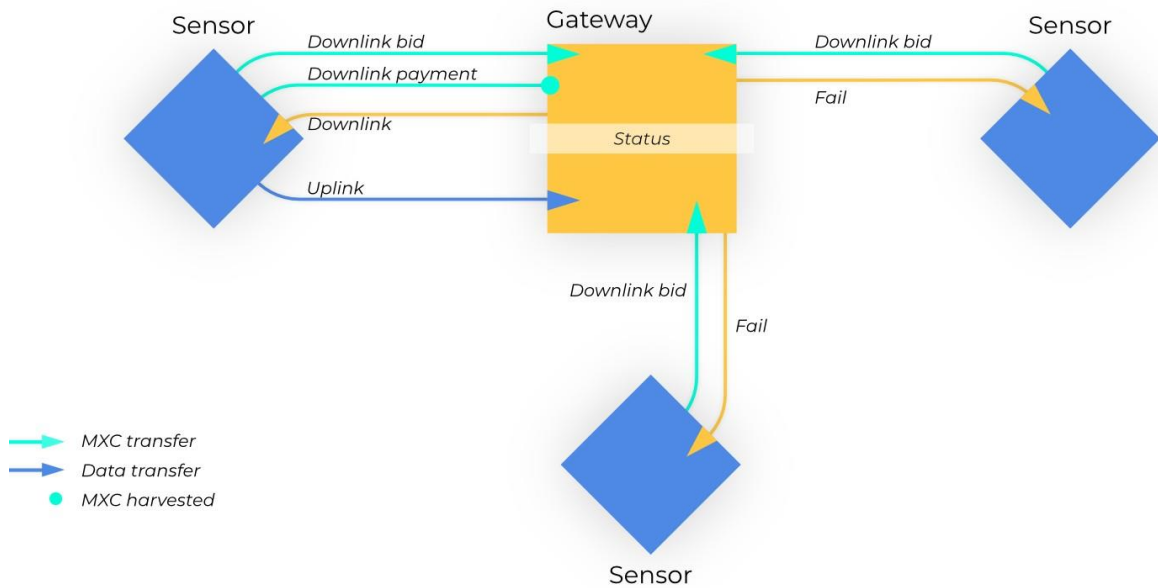 Sensor
Gateway
Sensor
Downlink bid
Downlink bid
Downlink payment
Fail
Downlink
Status
Uplink
Downlink bid
Fail
MXC transfer
Data transfer
MXC harvested
Sensor